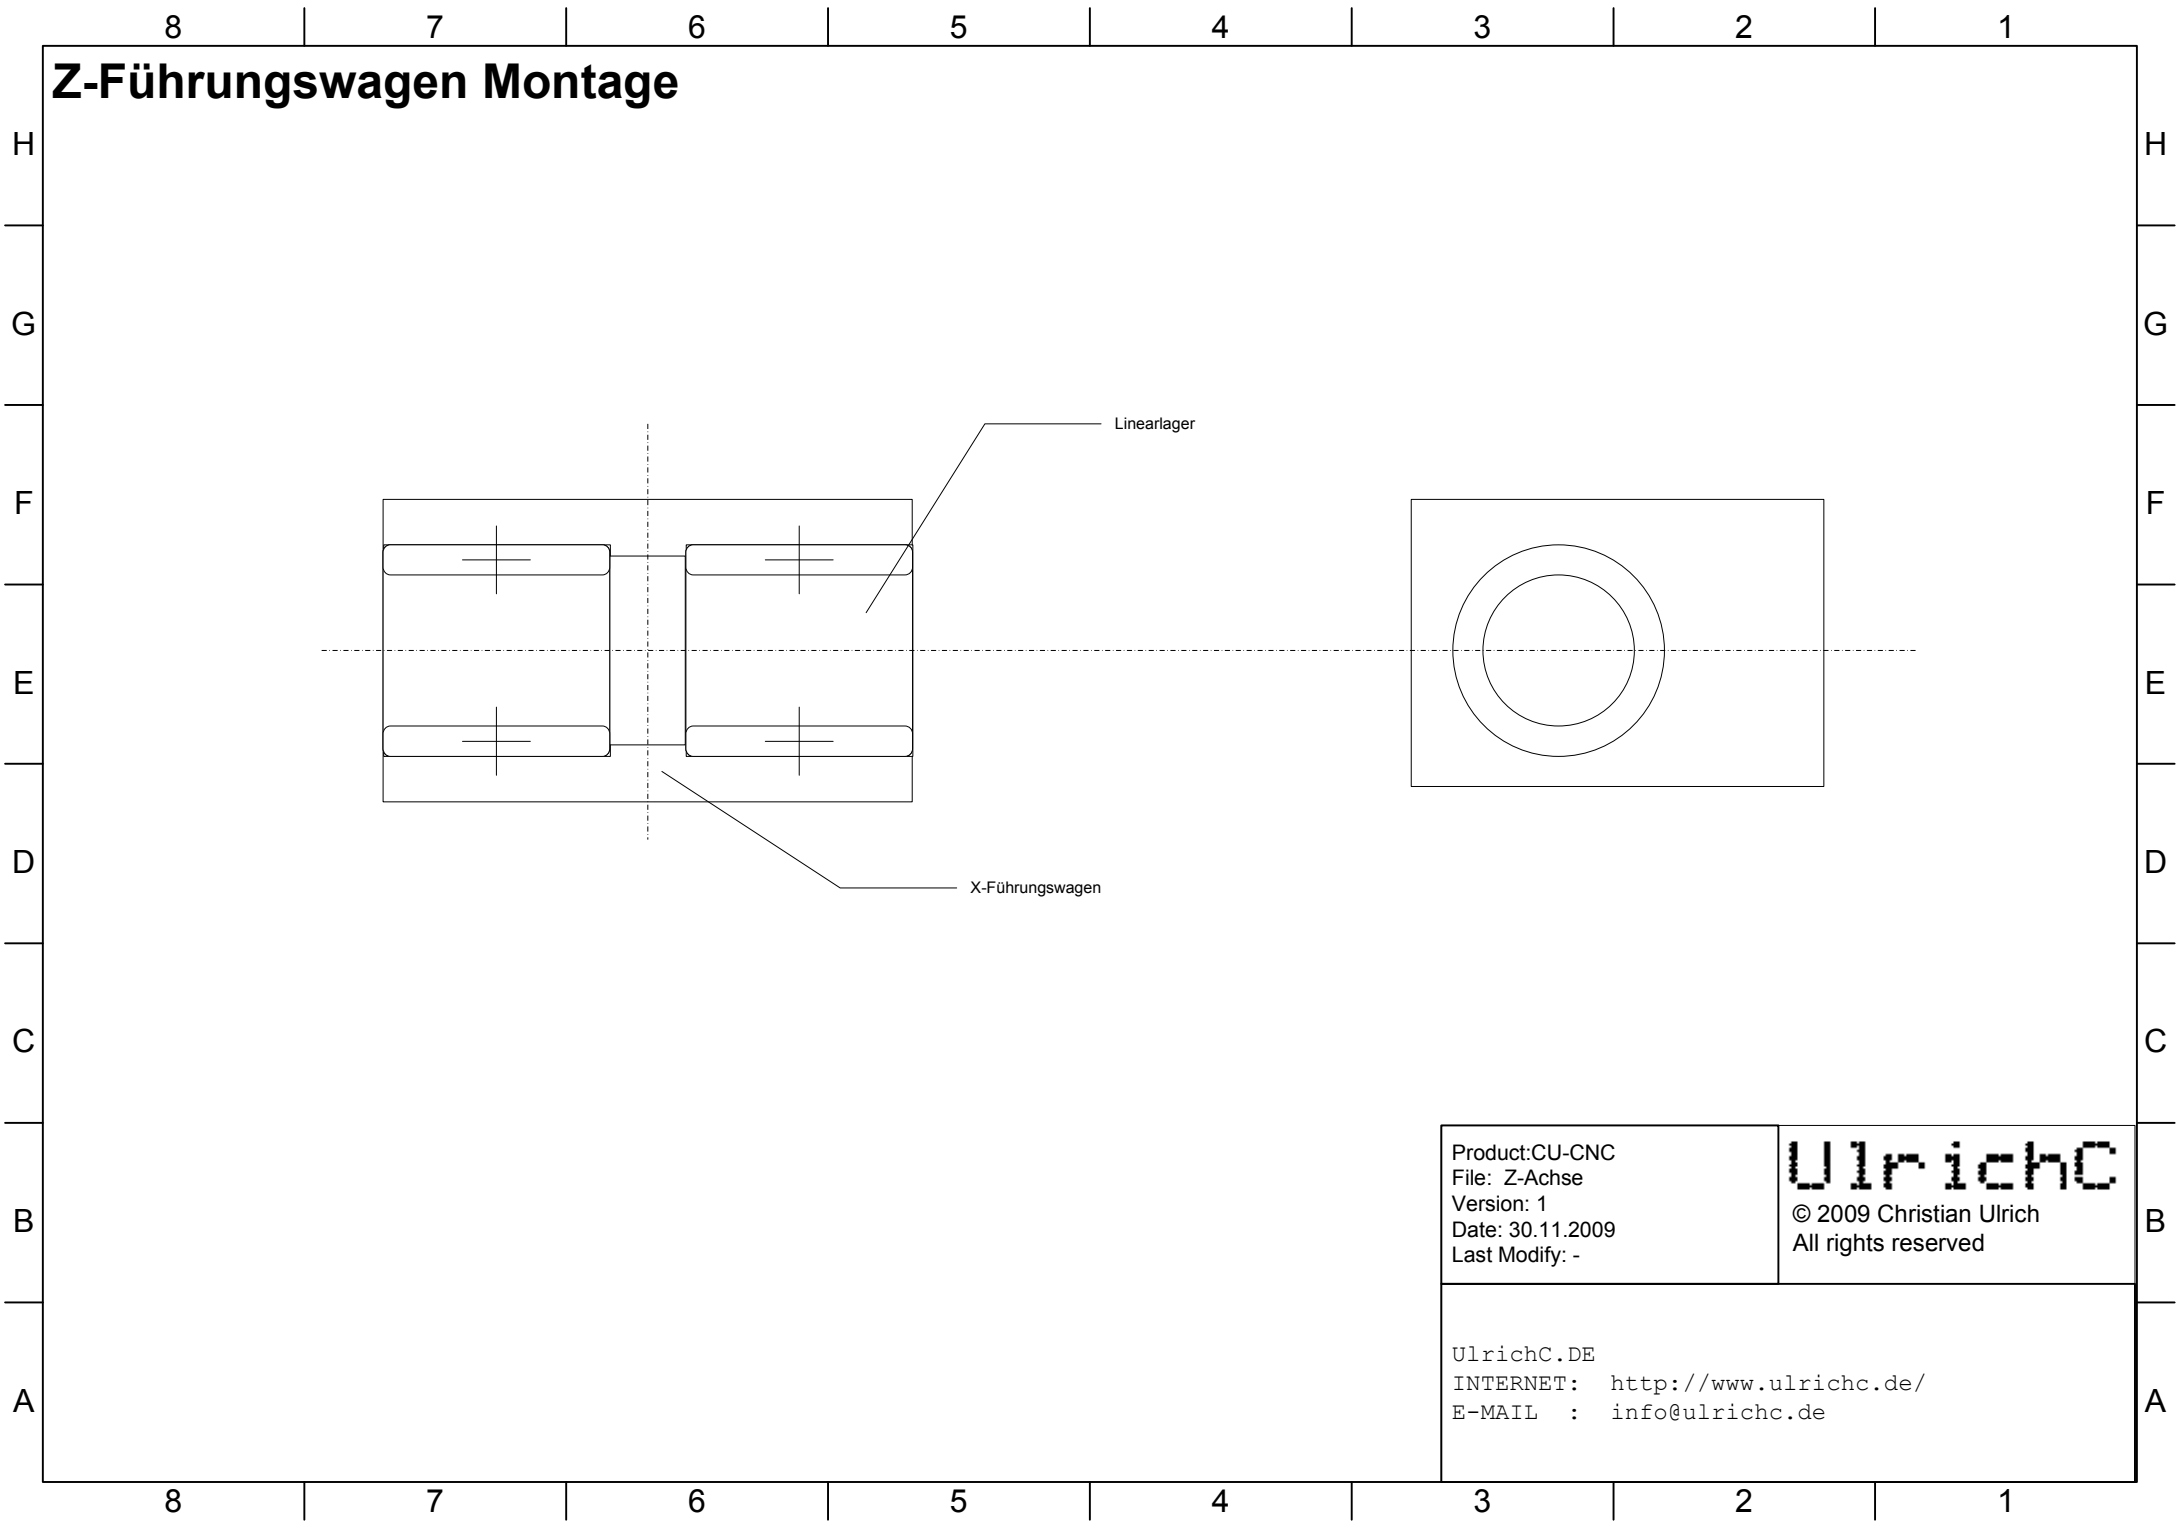 8 7 6 5 4 3 2 1
Z-Führungswagen Montage
H H
G G
Linearlager
F F
E E
D D
X-Führungswagen
C C
Product:CU-CNC
File: Z-Achse
Version: 1
Date: 30.11.2009
Last Modify: -
UlrichC
© 2009 Christian Ulrich
All rights reserved
B B
UlrichC.DE
INTERNET: http://www.ulrichc.de/
E-MAIL : info@ulrichc.de
A A
8 7 6 5 4 3 2 1